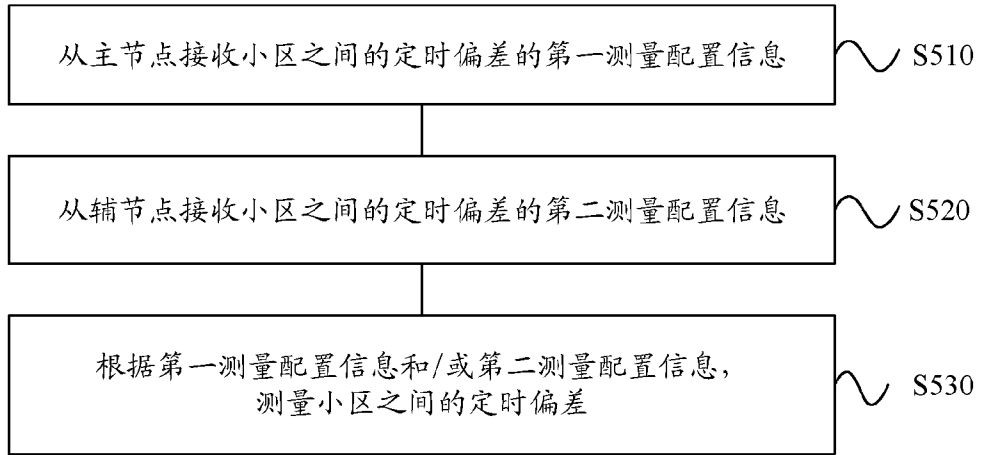 从主节点接收小区之间的定时偏差的第一测量配置信息
S510
从辅节点接收小区之间的定时偏差的第二测量配置信息
S520
根据第一测量配置信息和/或第二测量配置信息，
测量小区之间的定时偏差
S530